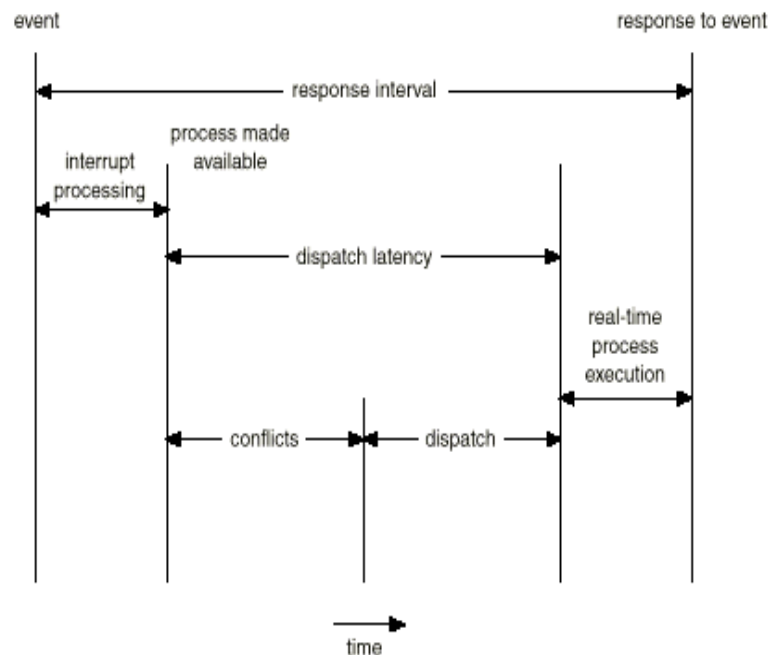 event
response to event
response interval
process made
available
interrupt
processing
dispatch latency
real-time
process
execution
conflicts
dispatch
time